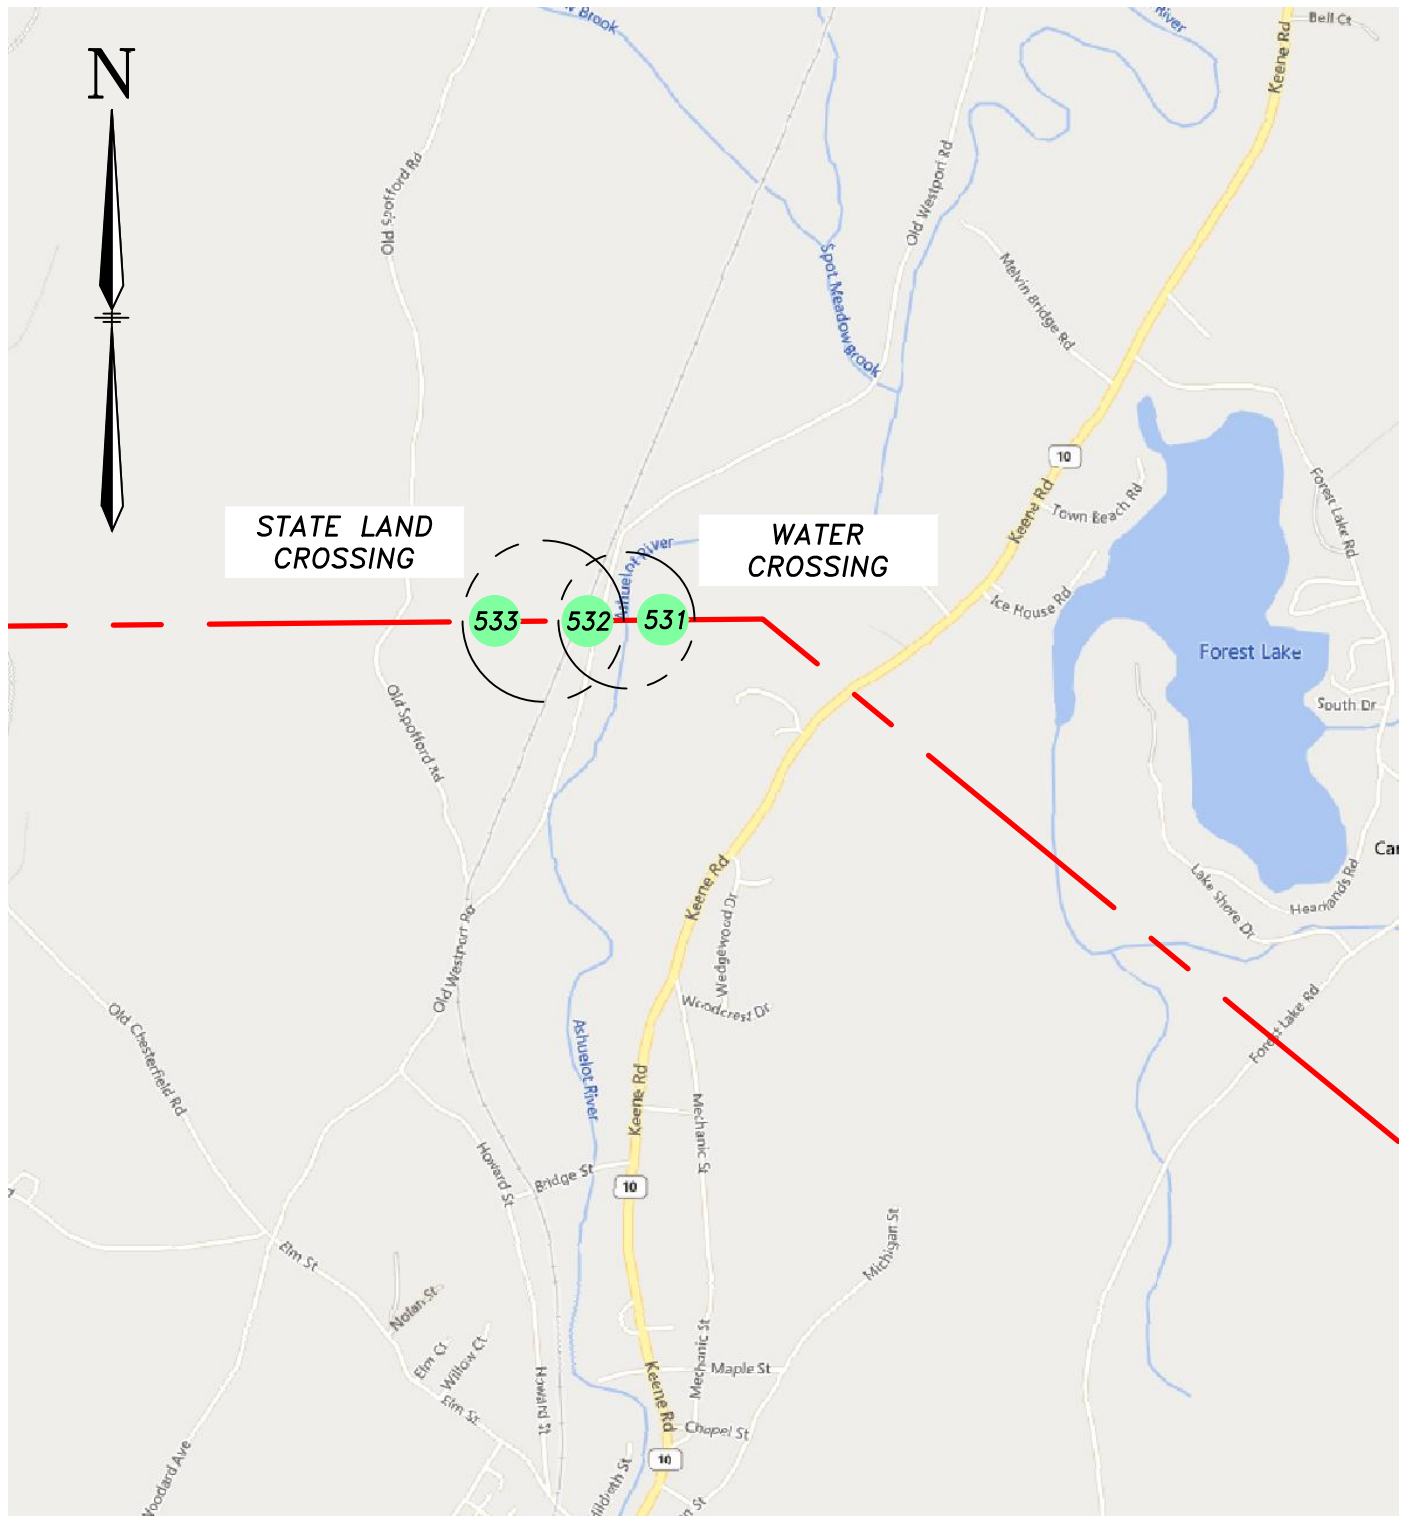 Brook
River
Bell Ct
N
Keene Rd
Old Spofford Rd
Old Westport Rd
Spot Meadow Brook
Melvin Bridge Rd
10
Forest Lake Rd
Keene Rd
Town Beach Rd
STATE LAND
CROSSING
WATER
CROSSING
Ashuelot River
Ice House Rd
533
532
531
Forest Lake
South Dr
Old Spofford Rd
Keene Rd
Lake Shore Dr
Hearlands Rd
Old Westport Rd
Wedgewood Dr
Woodcrest Dr
Forest Lake Rd
Old Chesterfield Rd
Ashuelot River
Keene Rd
Mechanic St
Howard St
Bridge St
10
Michigan St
Elm St
Nolan St
Elm Ct
Willow Ct
Elm St
Howard St
Mechanic St
Maple St
Keene Rd
Chapel St
10
Woodard Ave